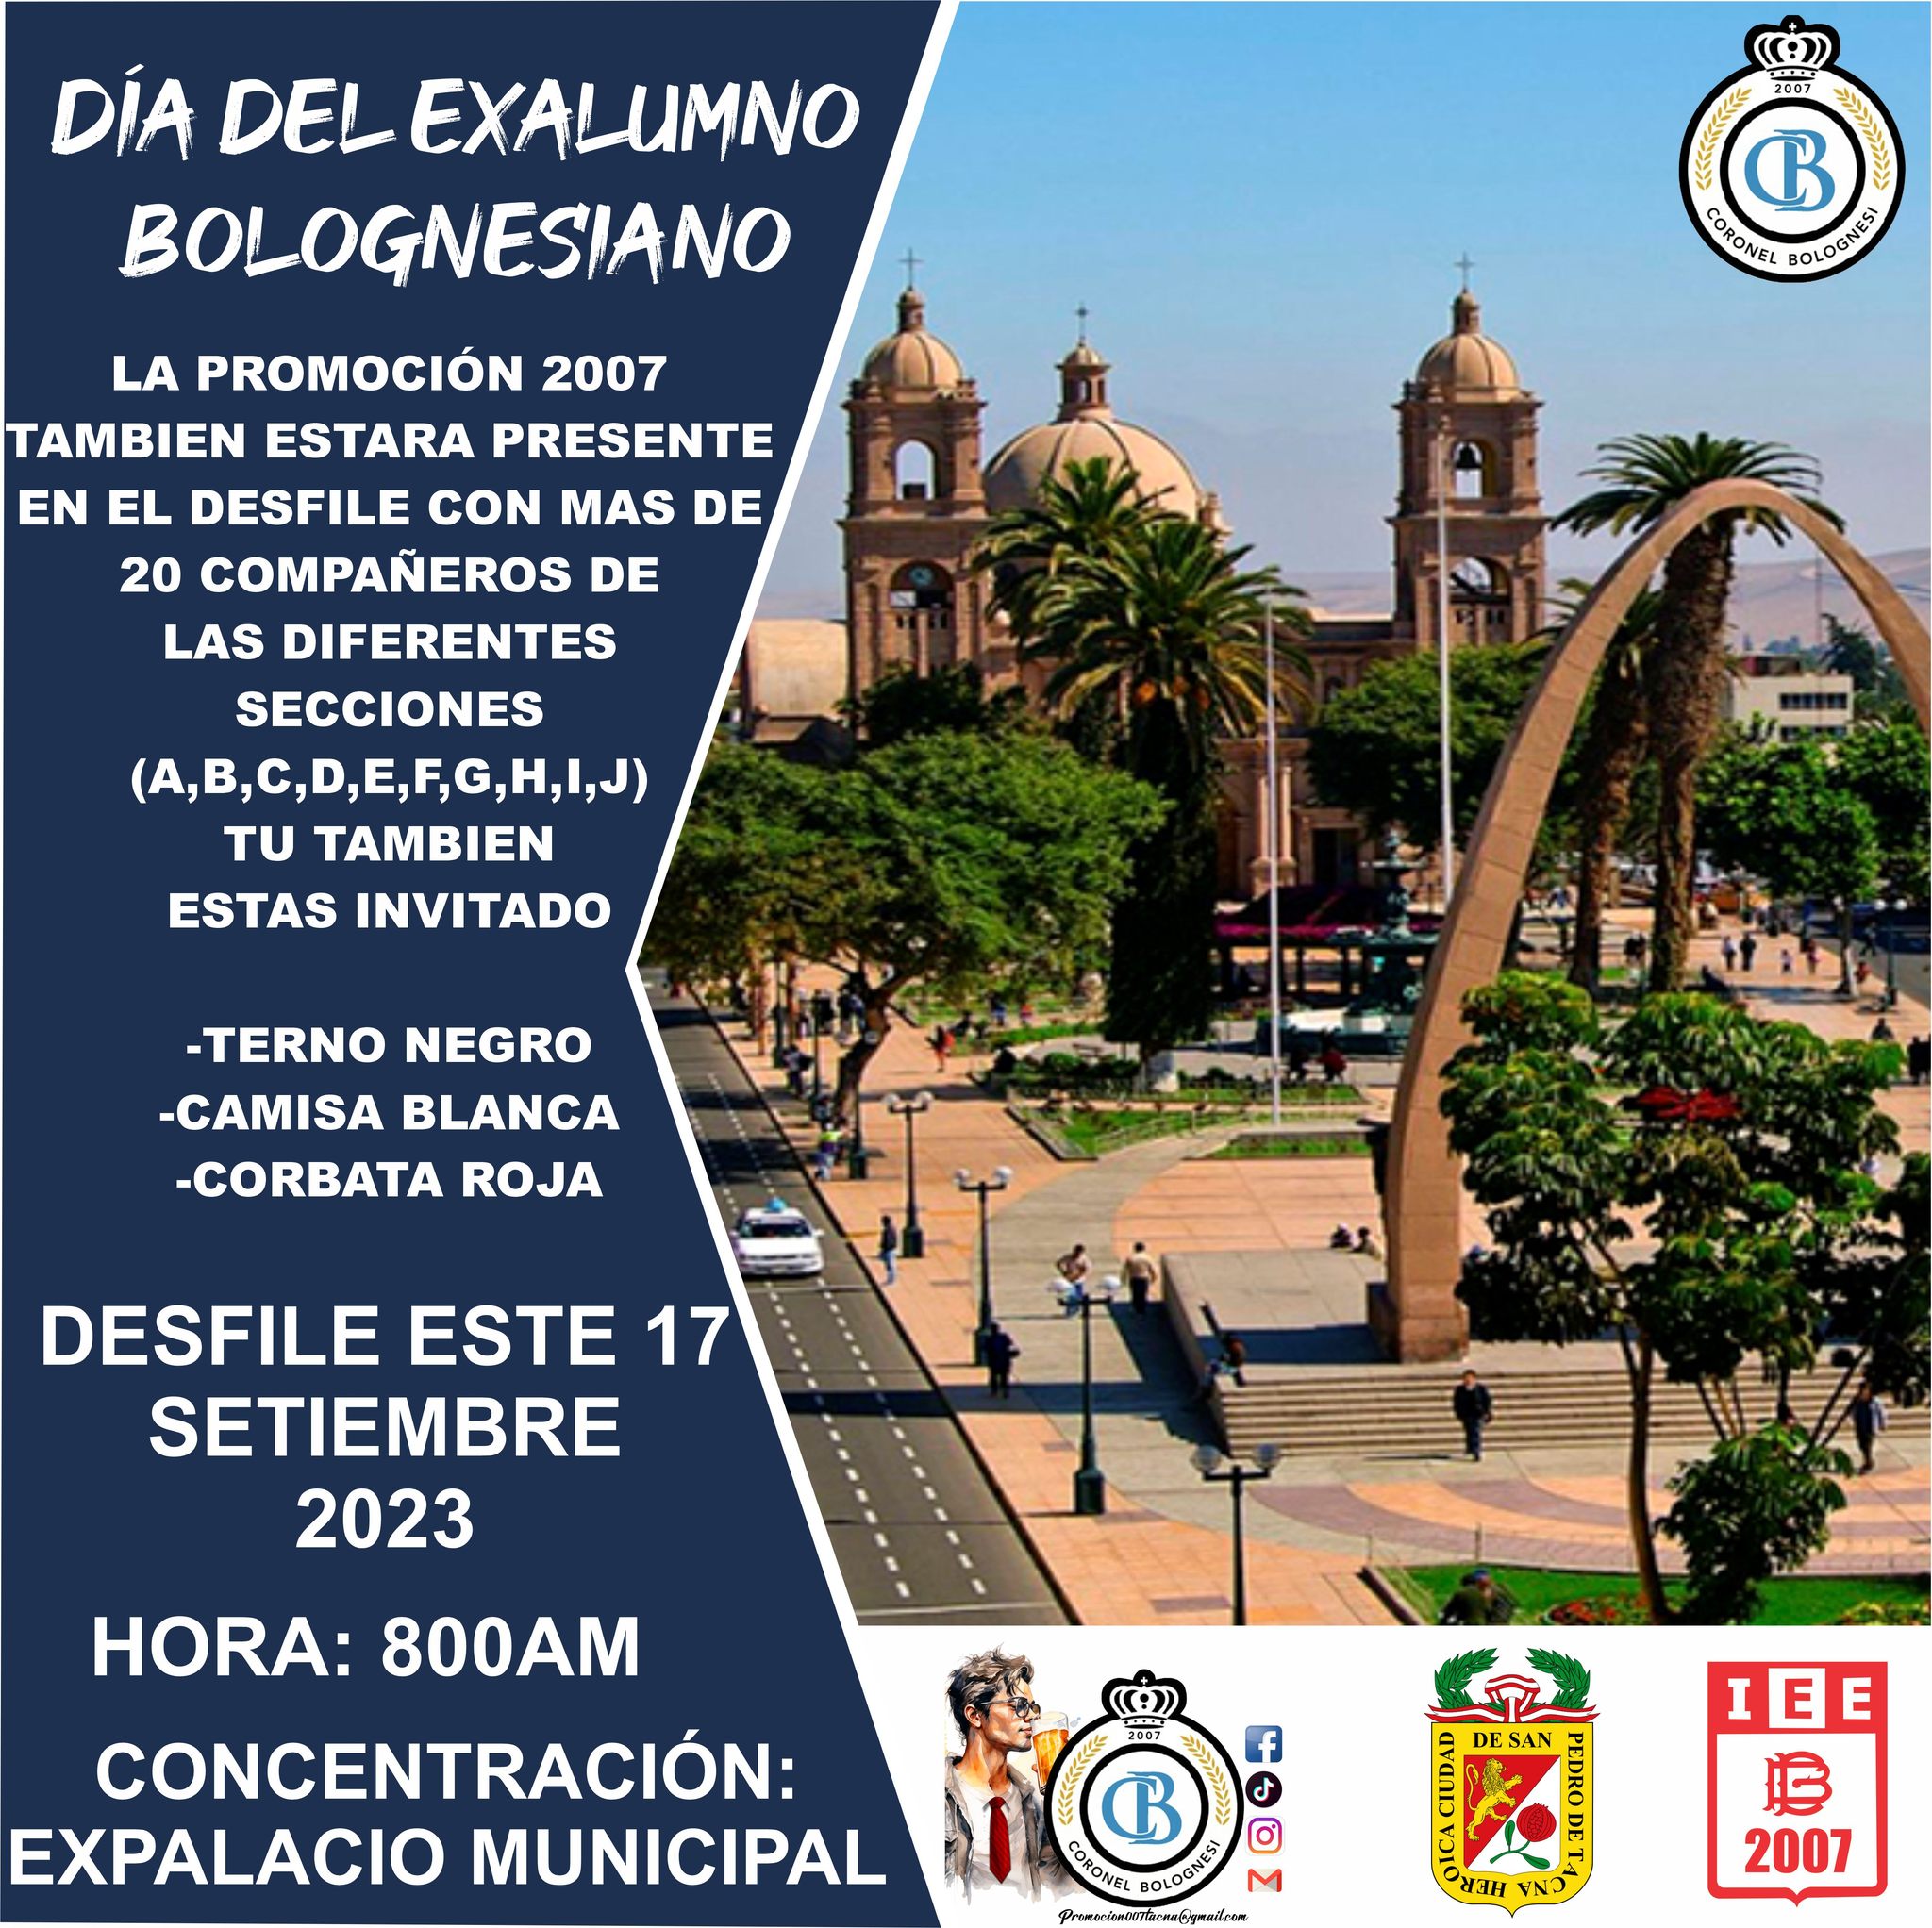 DÍA DEL EXALUMNO
BOLOGNESIANO
LA PROMOCIÓN 2007
TAMBIEN ESTARA PRESENTE
EN EL DESFILE CON MAS DE
20 COMPAÑEROS DE
LAS DIFERENTES
SECCIONES
(A,B,C,D,E,F,G,H,I,J)
TU TAMBIEN
ESTAS INVITADO
-TERNO NEGRO
-CAMISA BLANCA
-CORBATA ROJA
DESFILE ESTE 17
SETIEMBRE
2023
HORA: 800AM
CONCENTRACIÓN:
EXPALACIO MUNICIPAL
2007
CB
CORONEL BOLOGNESI
2007
CB
CORONEL BOLOGNESI
Promocion007tacna@gmail.com
HEROICA CIUDAD
DE SAN
PEDRO DE TACNA
IEE
CB
2007